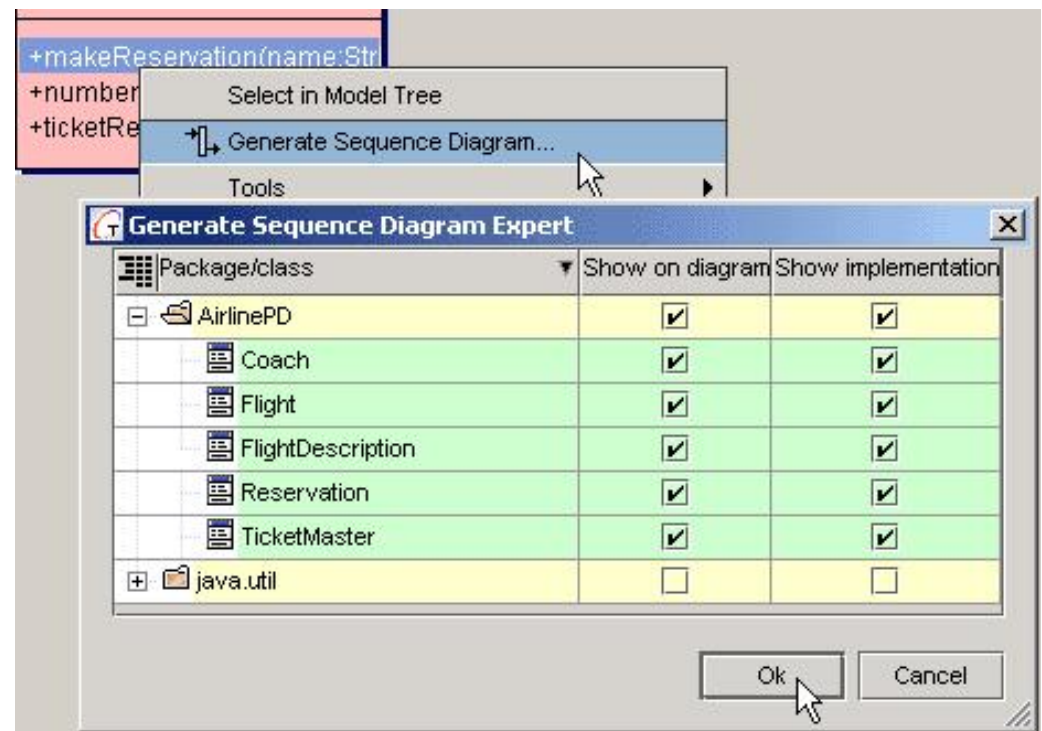 +makeReservation(name:Str
+number
+ticketRe
Select in Model Tree
Generate Sequence Diagram...
Tools
Generate Sequence Diagram Expert
Package/class Show on diagram Show implementation
AirlinePD
Coach
Flight
FlightDescription
Reservation
TicketMaster
java.util
Ok Cancel